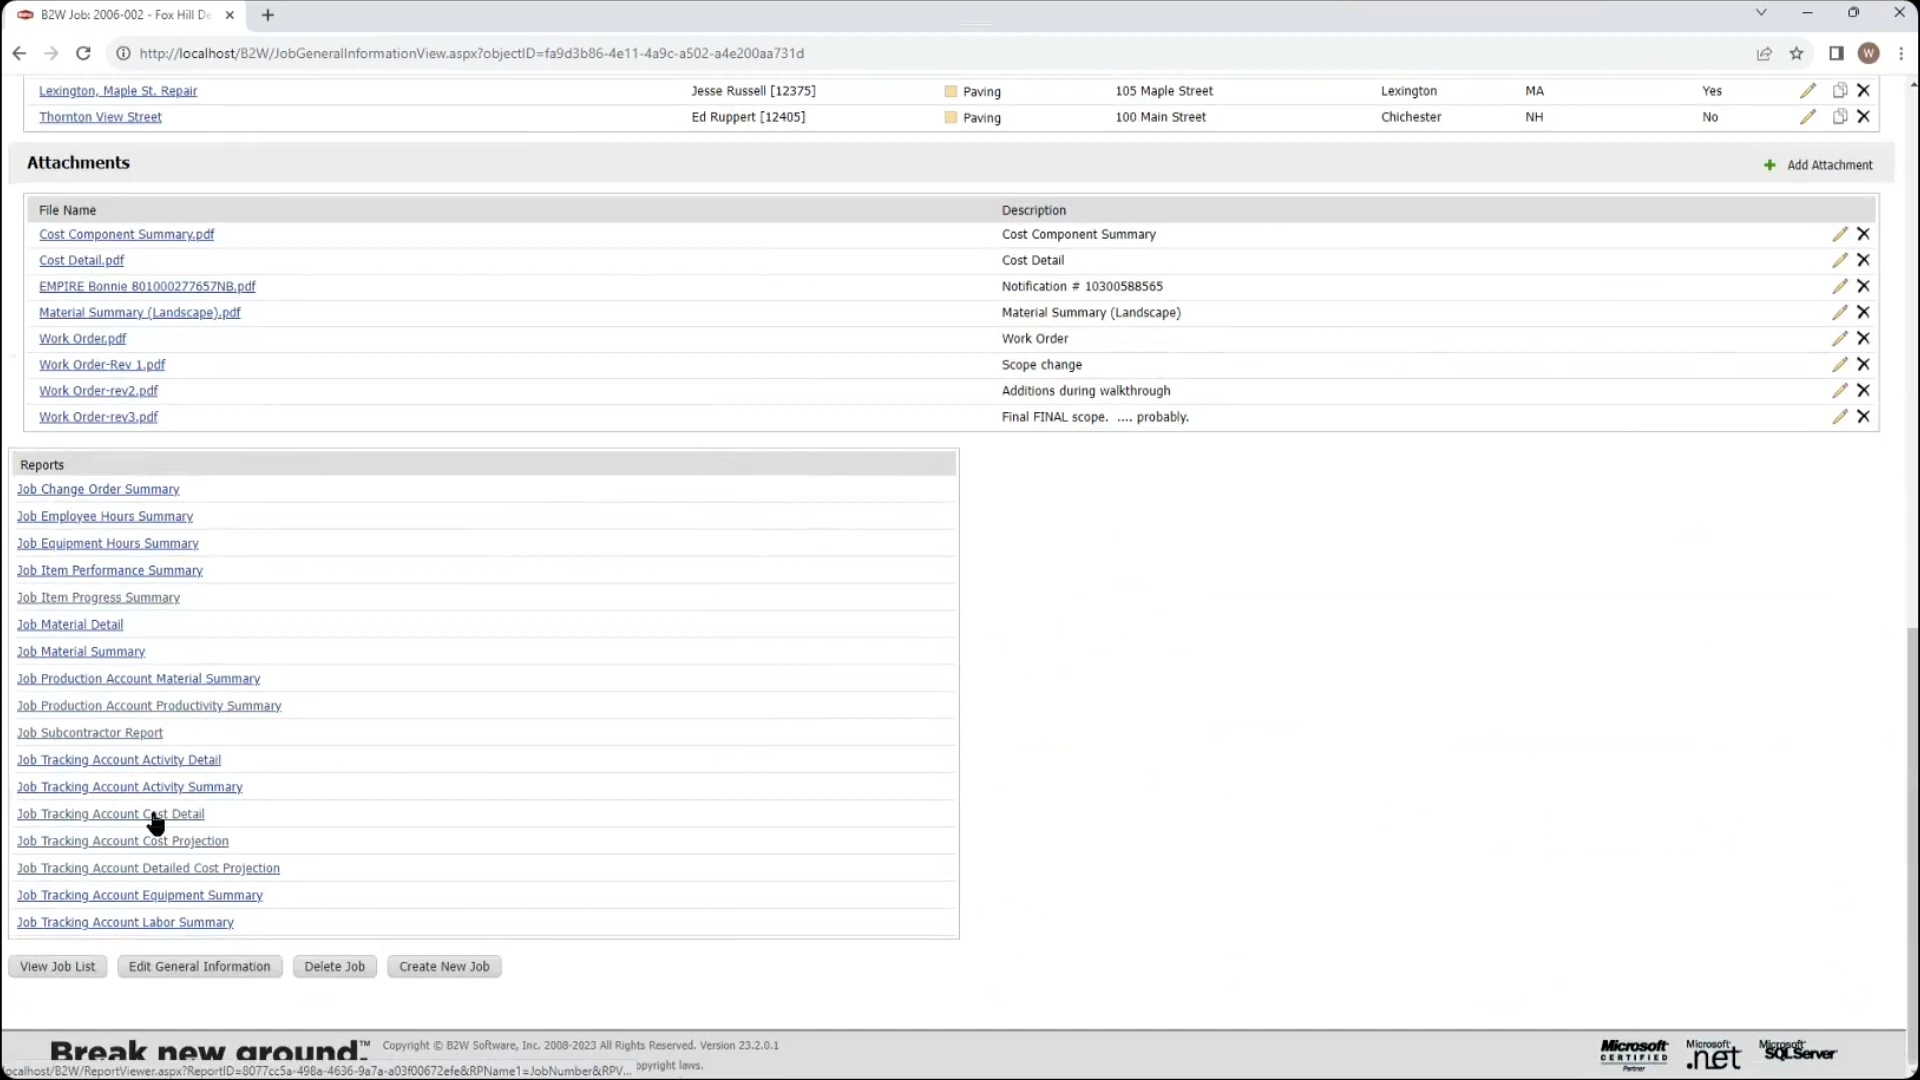 B2W Job: 2006-002 - Fox Hill De
http://localhost/B2W/JobGeneralInformationView.aspx?objectID=fa9d3b86-4e11-4a9c-a502-a4e200aa731d
W
Lexington, Maple St. Repair Jesse Russell [12375] Paving 105 Maple Street Lexington MA Yes
Thornton View Street Ed Ruppert [12405] Paving 100 Main Street Chichester NH No
Attachments
Add Attachment
File Name Description
Cost Component Summary.pdf Cost Component Summary
Cost Detail.pdf Cost Detail
EMPIRE Bonnie 801000277657NB.pdf Notification # 10300588565
Material Summary (Landscape).pdf Material Summary (Landscape)
Work Order.pdf Work Order
Work Order-Rev 1.pdf Scope change
Work Order-rev2.pdf Additions during walkthrough
Work Order-rev3.pdf Final FINAL scope. .... probably.
Reports
Job Change Order Summary
Job Employee Hours Summary
Job Equipment Hours Summary
Job Item Performance Summary
Job Item Progress Summary
Job Material Detail
Job Material Summary
Job Production Account Material Summary
Job Production Account Productivity Summary
Job Subcontractor Report
Job Tracking Account Activity Detail
Job Tracking Account Activity Summary
Job Tracking Account Cost Detail
Job Tracking Account Cost Projection
Job Tracking Account Detailed Cost Projection
Job Tracking Account Equipment Summary
Job Tracking Account Labor Summary
View Job List Edit General Information Delete Job Create New Job
Break new ground.™ Copyright © B2W Software, Inc. 2008-2023 All Rights Reserved. Version 23.2.0.1
Microsoft CERTIFIED Partner
Microsoft .net
Microsoft SQL Server
localhost/B2W/ReportViewer.aspx?ReportID=8077cc5a-498a-4636-9a7a-a03f00672efe&RPName1=JobNumber&RPV... opyright laws.